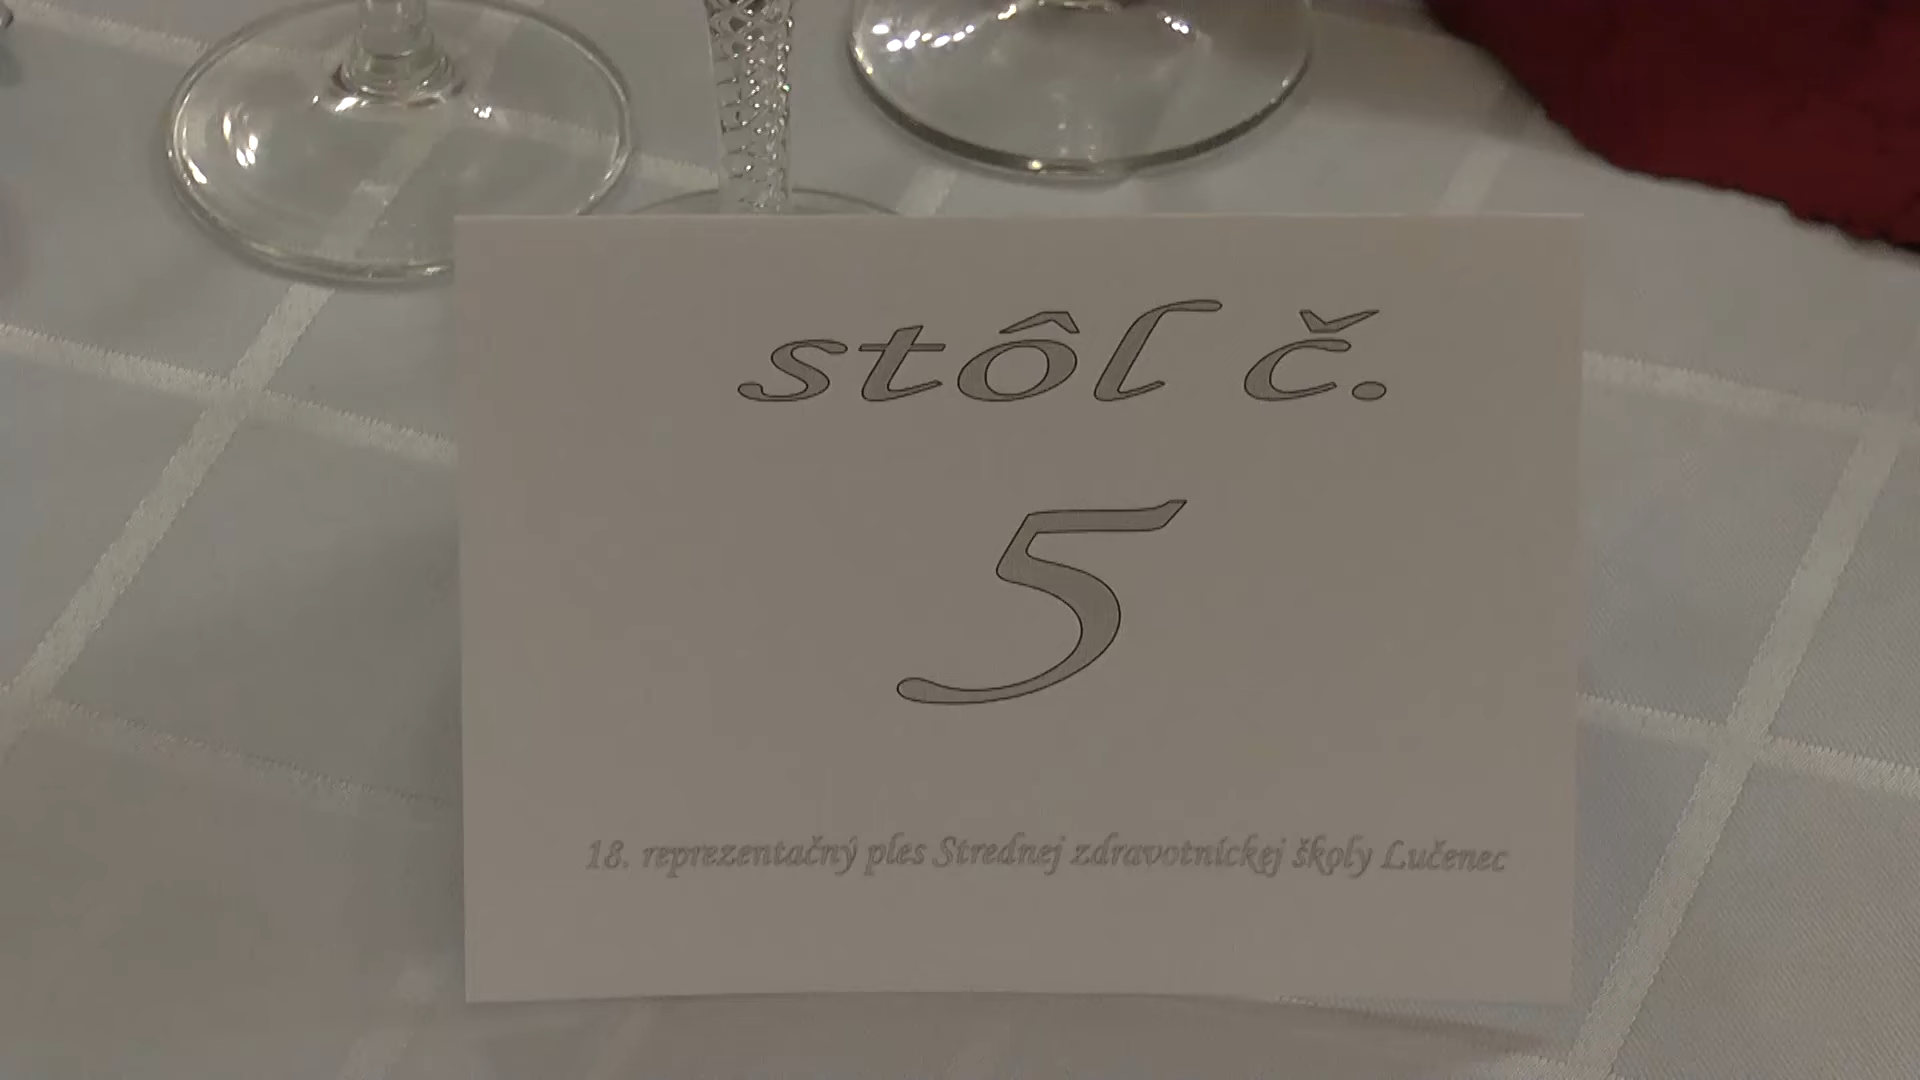 stôl č.
5
18. reprezentačný ples Strednej zdravotníckej školy Lučenec